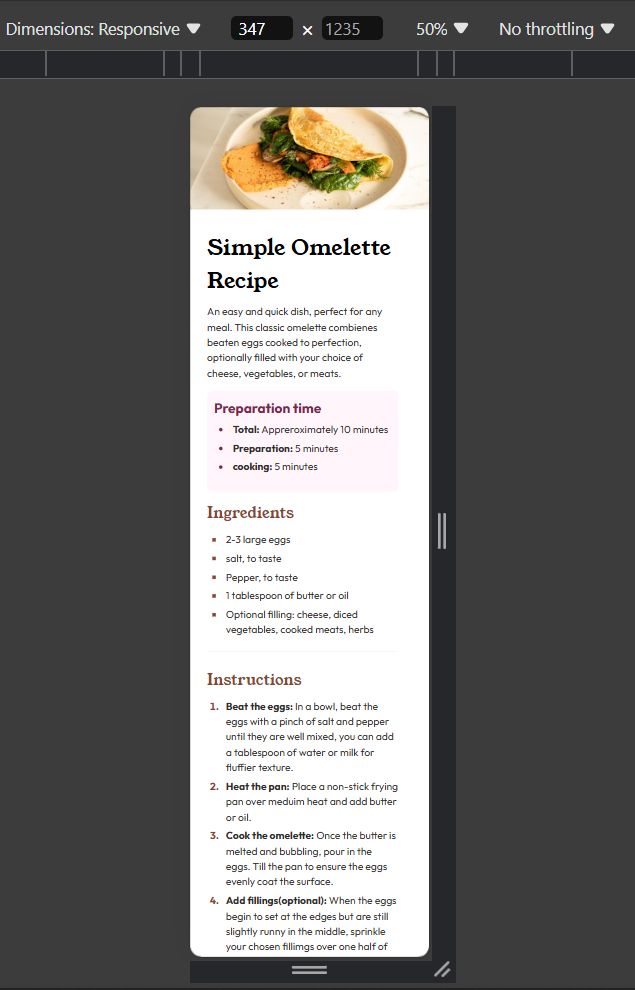 Dimensions: Responsive 347 × 1235 50% No throttling
Simple Omelette
Recipe
An easy and quick dish, perfect for any
meal. This classic omelette combienes
beaten eggs cooked to perfection,
optionally filled with your choice of
cheese, vegetables, or meats.
Preparation time
• Total: Appreroximately 10 minutes
• Preparation: 5 minutes
• cooking: 5 minutes
Ingredients
▪ 2-3 large eggs
▪ salt, to taste
▪ Pepper, to taste
▪ 1 tablespoon of butter or oil
▪ Optional filling: cheese, diced
vegetables, cooked meats, herbs
Instructions
1. Beat the eggs: In a bowl, beat the
eggs with a pinch of salt and pepper
until they are well mixed, you can add
a tablespoon of water or milk for
fluffier texture.
2. Heat the pan: Place a non-stick frying
pan over meduim heat and add butter
or oil.
3. Cook the omelette: Once the butter is
melted and bubbling, pour in the
eggs. Till the pan to ensure the eggs
evenly coat the surface.
4. Add fillings(optional): When the eggs
begin to set at the edges but are still
slightly runny in the middle, sprinkle
your chosen fillimgs over one half of